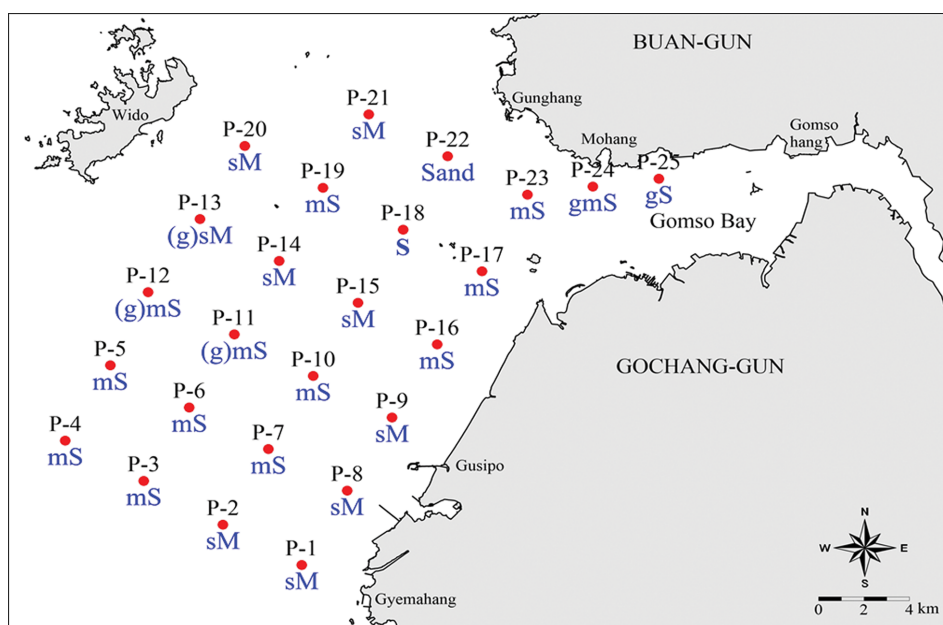 BUAN-GUN
P-21
sM
Gunghang
Wido
P-20
sM
P-22
Sand
Mohang
Gomso
hang
P-19
mS
P-23
mS
P-24
gmS
P-25
gS
P-13
(g)sM
P-18
S
Gomso Bay
P-14
sM
P-17
mS
P-12
(g)mS
P-15
sM
P-11
(g)mS
P-16
mS
P-5
mS
P-10
mS
GOCHANG-GUN
P-6
mS
P-9
sM
P-4
mS
P-7
mS
P-3
mS
P-8
sM
Gusipo
P-2
sM
P-1
sM
Gyemahang
N
W E
S
0 2 4 km